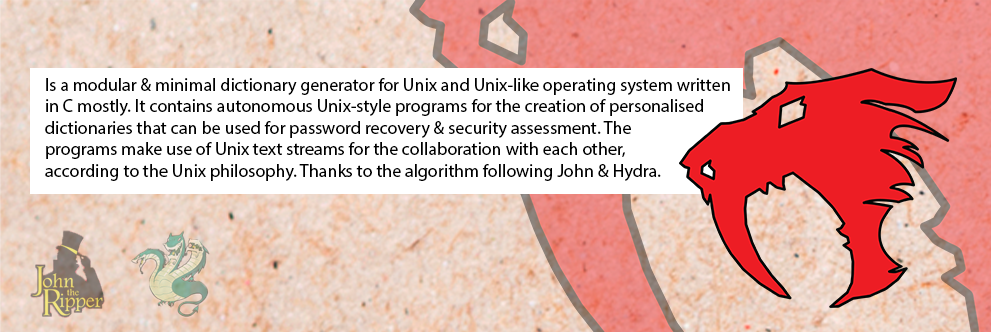 Is a modular & minimal dictionary generator for Unix and Unix-like operating system written
in C mostly. It contains autonomous Unix-style programs for the creation of personalised
dictionaries that can be used for password recovery & security assessment. The
programs make use of Unix text streams for the collaboration with each other,
according to the Unix philosophy. Thanks to the algorithm following John & Hydra.
John
the
Ripper